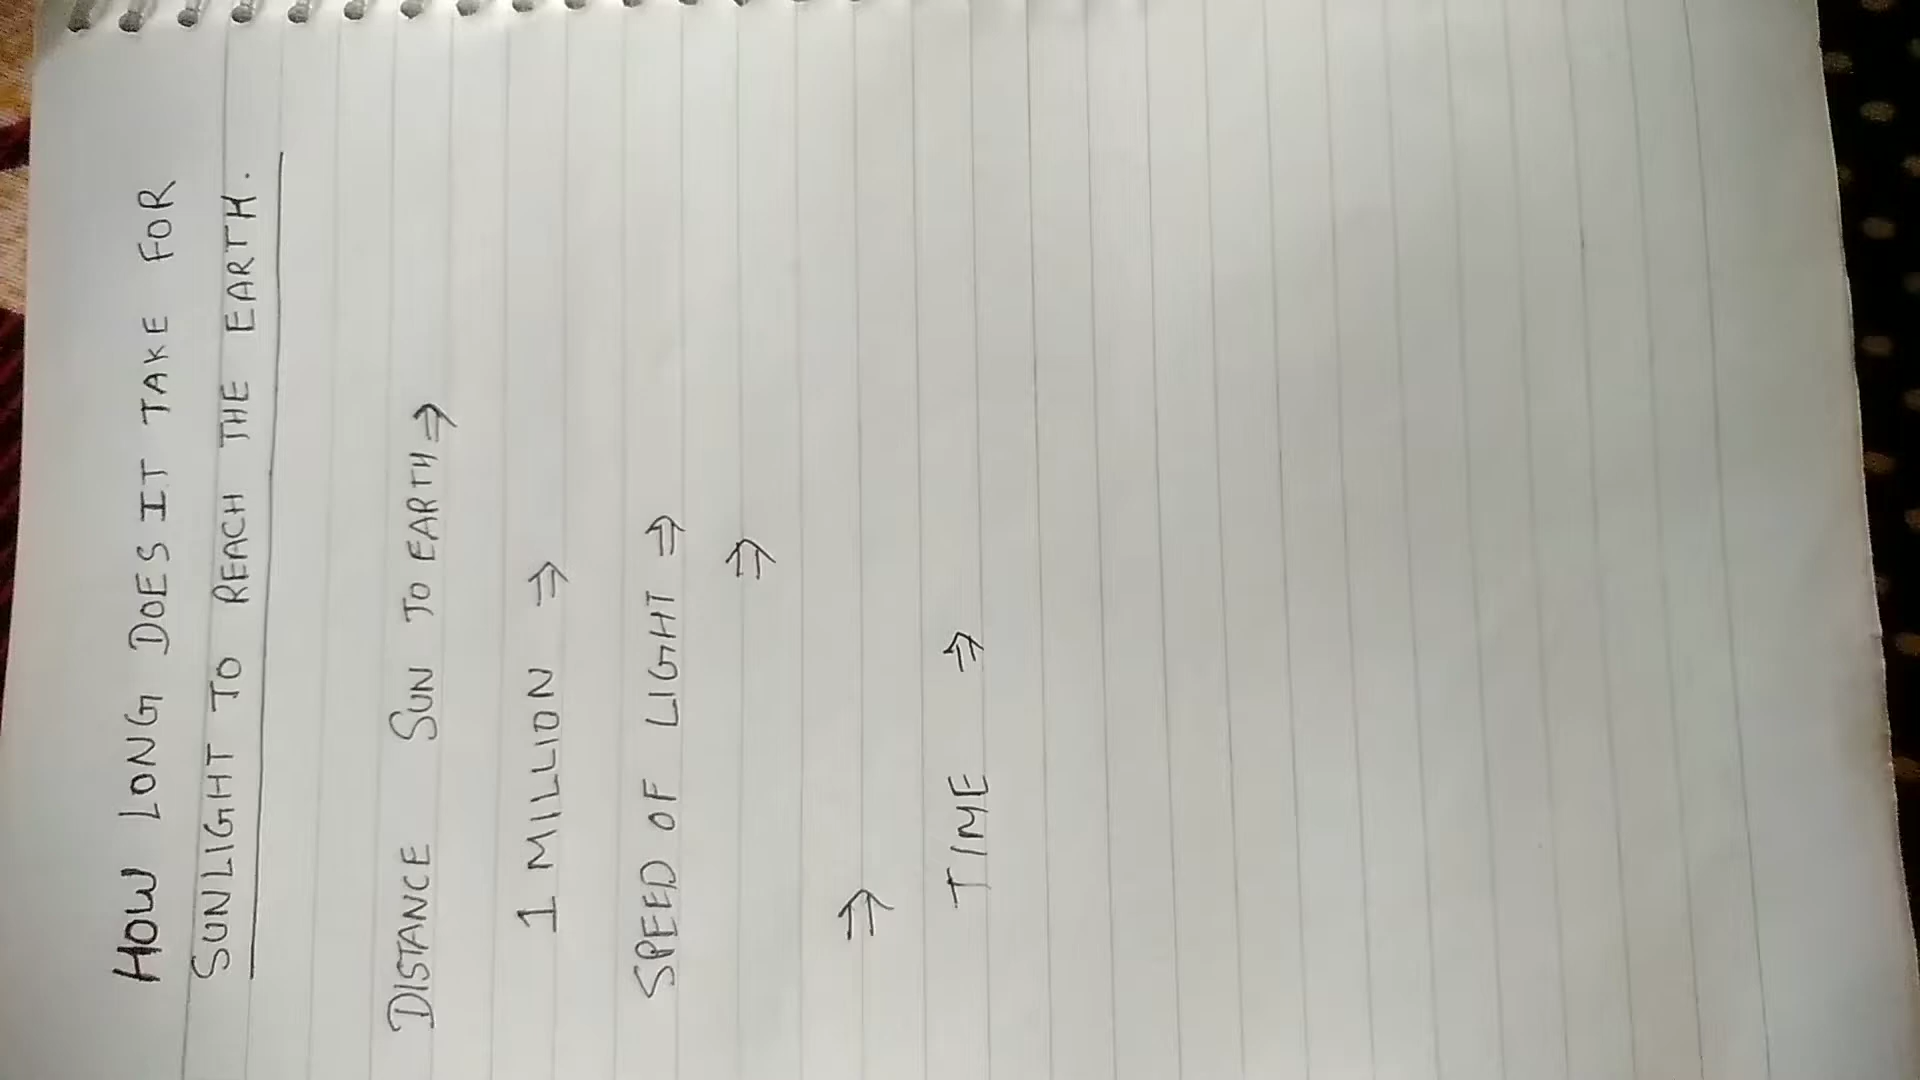 HOW LONG DOES IT TAKE FOR
SUNLIGHT TO REACH THE EARTH.
DISTANCE SUN TO EARTH ⇒
1 MILLION ⇒
SPEED OF LIGHT ⇒
⇒
⇒
TIME ⇒